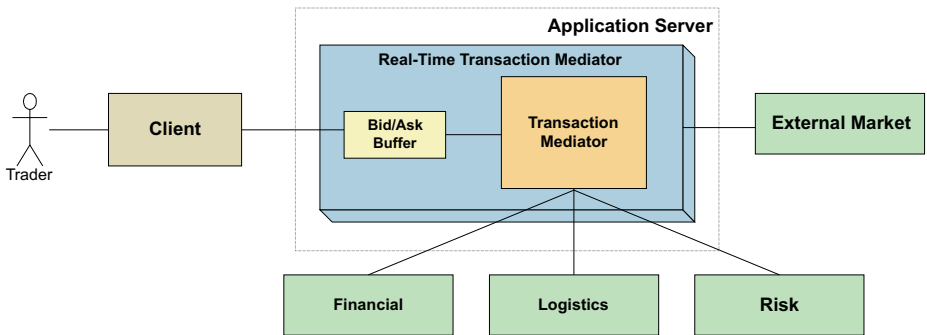 Application Server
Real-Time Transaction Mediator
Trader
Client
Bid/Ask
Buffer
Transaction
Mediator
External Market
Financial
Logistics
Risk